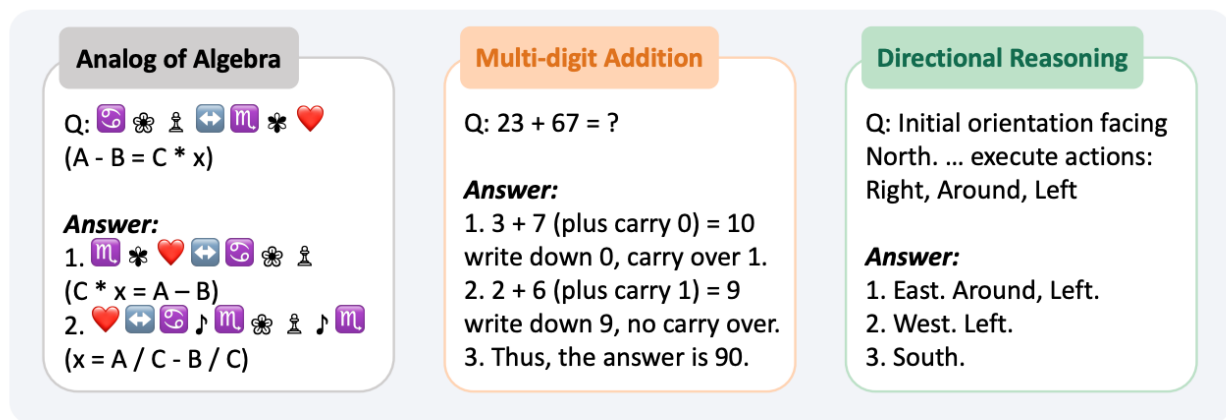 Analog of Algebra
Q: ♋ ❀ ♙ ↔️ ♏ ✽ ❤️
(A - B = C * x)
Answer:
1. ♏ ✽ ❤️ ↔️ ♋ ❀ ♙
(C * x = A – B)
2. ❤️ ↔️ ♋ ♪ ♏ ❀ ♙ ♪ ♏
(x = A / C - B / C)
Multi-digit Addition
Q: 23 + 67 = ?
Answer:
1. 3 + 7 (plus carry 0) = 10
write down 0, carry over 1.
2. 2 + 6 (plus carry 1) = 9
write down 9, no carry over.
3. Thus, the answer is 90.
Directional Reasoning
Q: Initial orientation facing
North. ... execute actions:
Right, Around, Left
Answer:
1. East. Around, Left.
2. West. Left.
3. South.